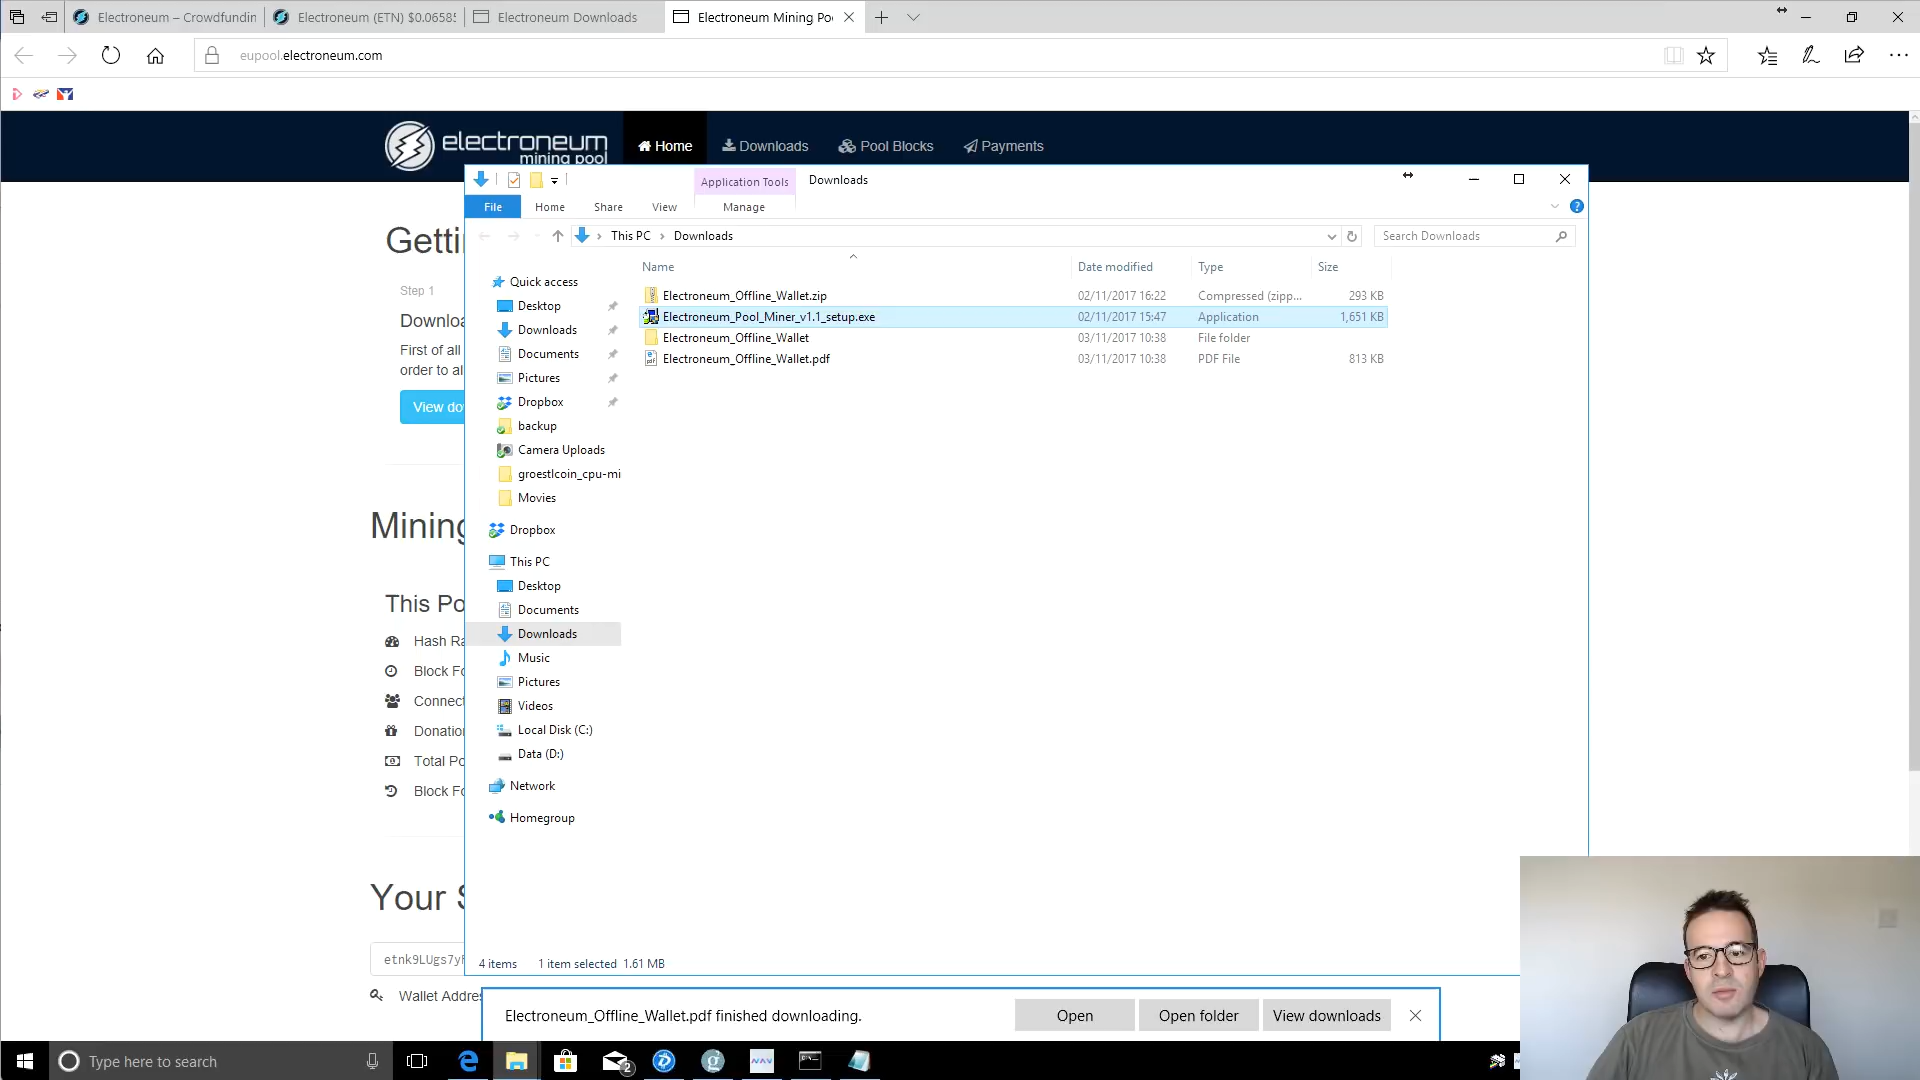 Electroneum – Crowdfundin
Electroneum (ETN) $0.0658
Electroneum Downloads
Electroneum Mining Po
eupool.electroneum.com
electroneum
mining pool
Home
Downloads
Pool Blocks
Payments
Application Tools
Downloads
File
Home
Share
View
Manage
This PC
Downloads
Search Downloads
Name
Date modified
Type
Size
Electroneum_Offline_Wallet.zip 02/11/2017 16:22 Compressed (zipp... 293 KB
Electroneum_Pool_Miner_v1.1_setup.exe 02/11/2017 15:47 Application 1,651 KB
Electroneum_Offline_Wallet 03/11/2017 10:38 File folder
Electroneum_Offline_Wallet.pdf 03/11/2017 10:38 PDF File 813 KB
Quick access
Desktop
Downloads
Documents
Pictures
Dropbox
backup
Camera Uploads
groestlcoin_cpu-mi
Movies
Dropbox
This PC
Desktop
Documents
Downloads
Music
Pictures
Videos
Local Disk (C:)
Data (D:)
Network
Homegroup
4 items 1 item selected 1.61 MB
Getti
Step 1
Downloa
First of all
order to al
View do
Mining
This Po
Hash Ra
Block Fo
Connect
Donation
Total Po
Block Fo
Your S
etnk9LUgs7y
Wallet Addre
Electroneum_Offline_Wallet.pdf finished downloading.
Open
Open folder
View downloads
Type here to search
2
NAV